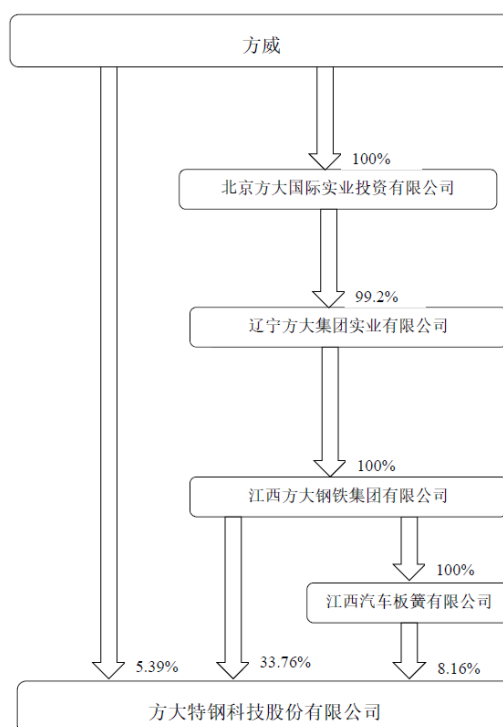 方威
100%
北京方大国际实业投资有限公司
99.2%
辽宁方大集团实业有限公司
100%
江西方大钢铁集团有限公司
100%
江西汽车板簧有限公司
5.39%
33.76%
8.16%
方大特钢科技股份有限公司